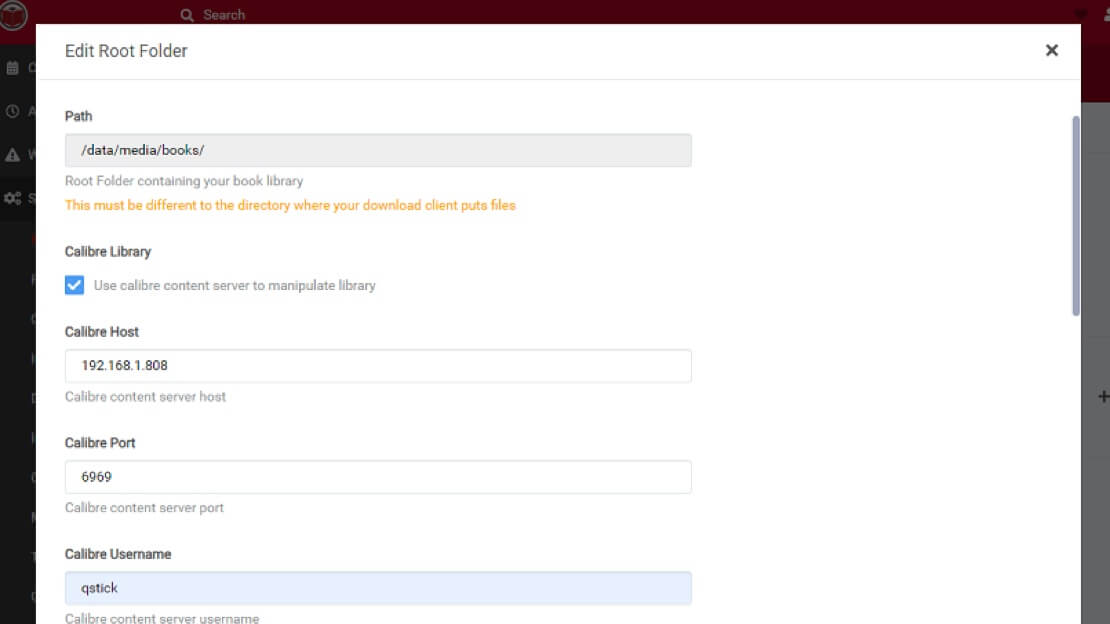 Search
Edit Root Folder
Path
/data/media/books/
Root Folder containing your book library
This must be different to the directory where your download client puts files
Calibre Library
Use calibre content server to manipulate library
Calibre Host
192.168.1.808
Calibre content server host
Calibre Port
6969
Calibre content server port
Calibre Username
qstick
Calibre content server username